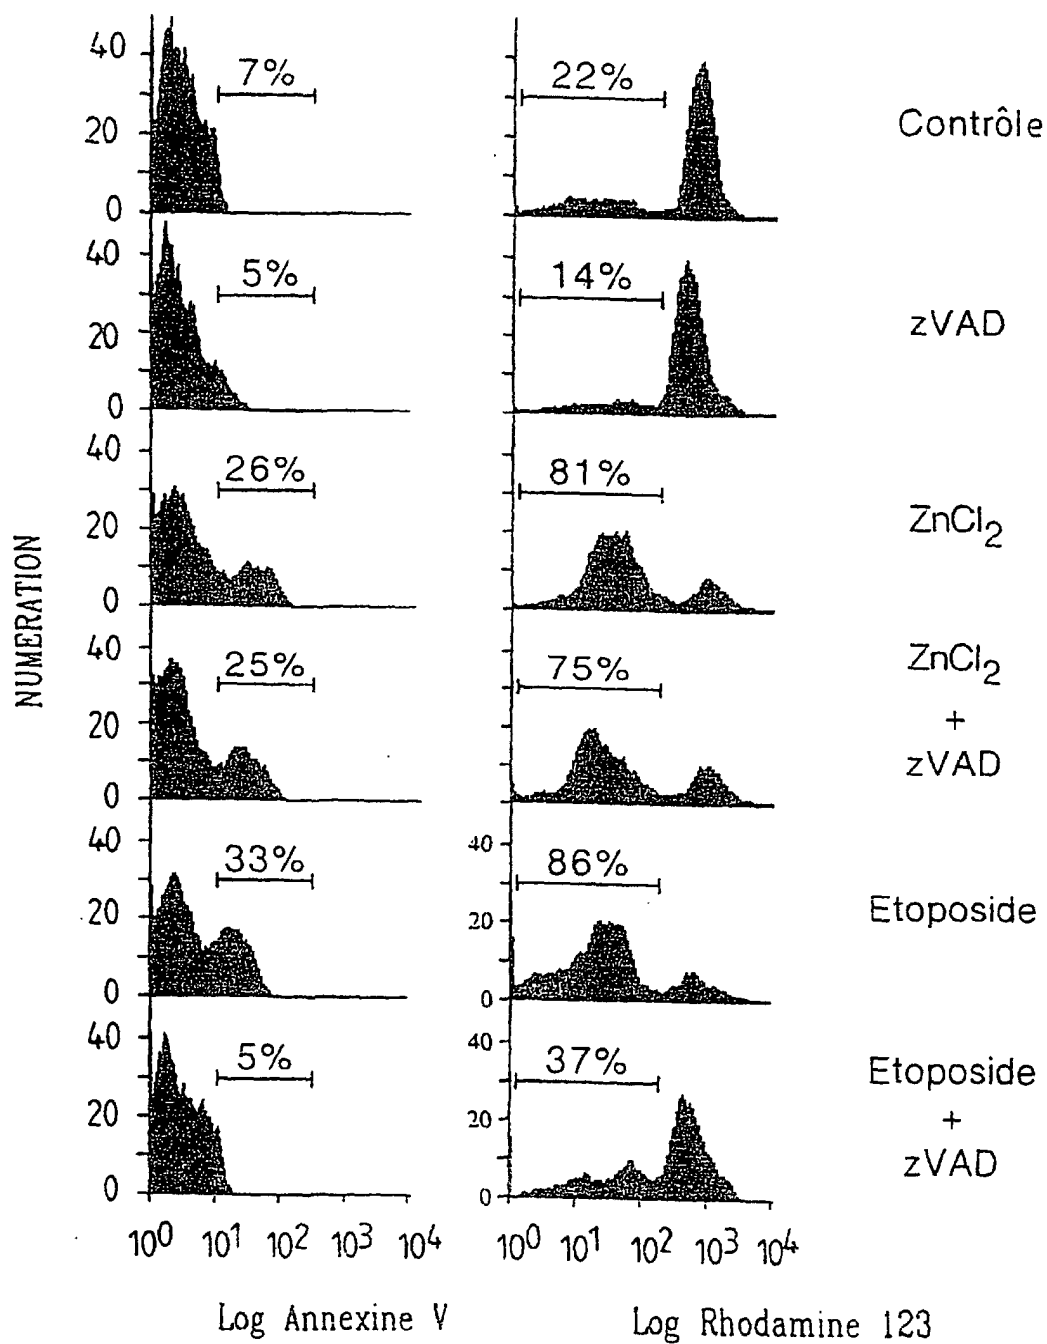 40
20
0
7%
22%
Contrôle
40
20
0
5%
14%
zVAD
40
20
0
26%
81%
ZnCl2
40
20
0
25%
75%
ZnCl2
+
zVAD
40
20
0
33%
40
20
0
86%
Etoposide
40
20
0
5%
40
20
0
37%
Etoposide
+
zVAD
NUMERATION
10^0 10^1 10^2 10^3 10^4
10^0 10^1 10^2 10^3 10^4
Log Annexine V
Log Rhodamine 123